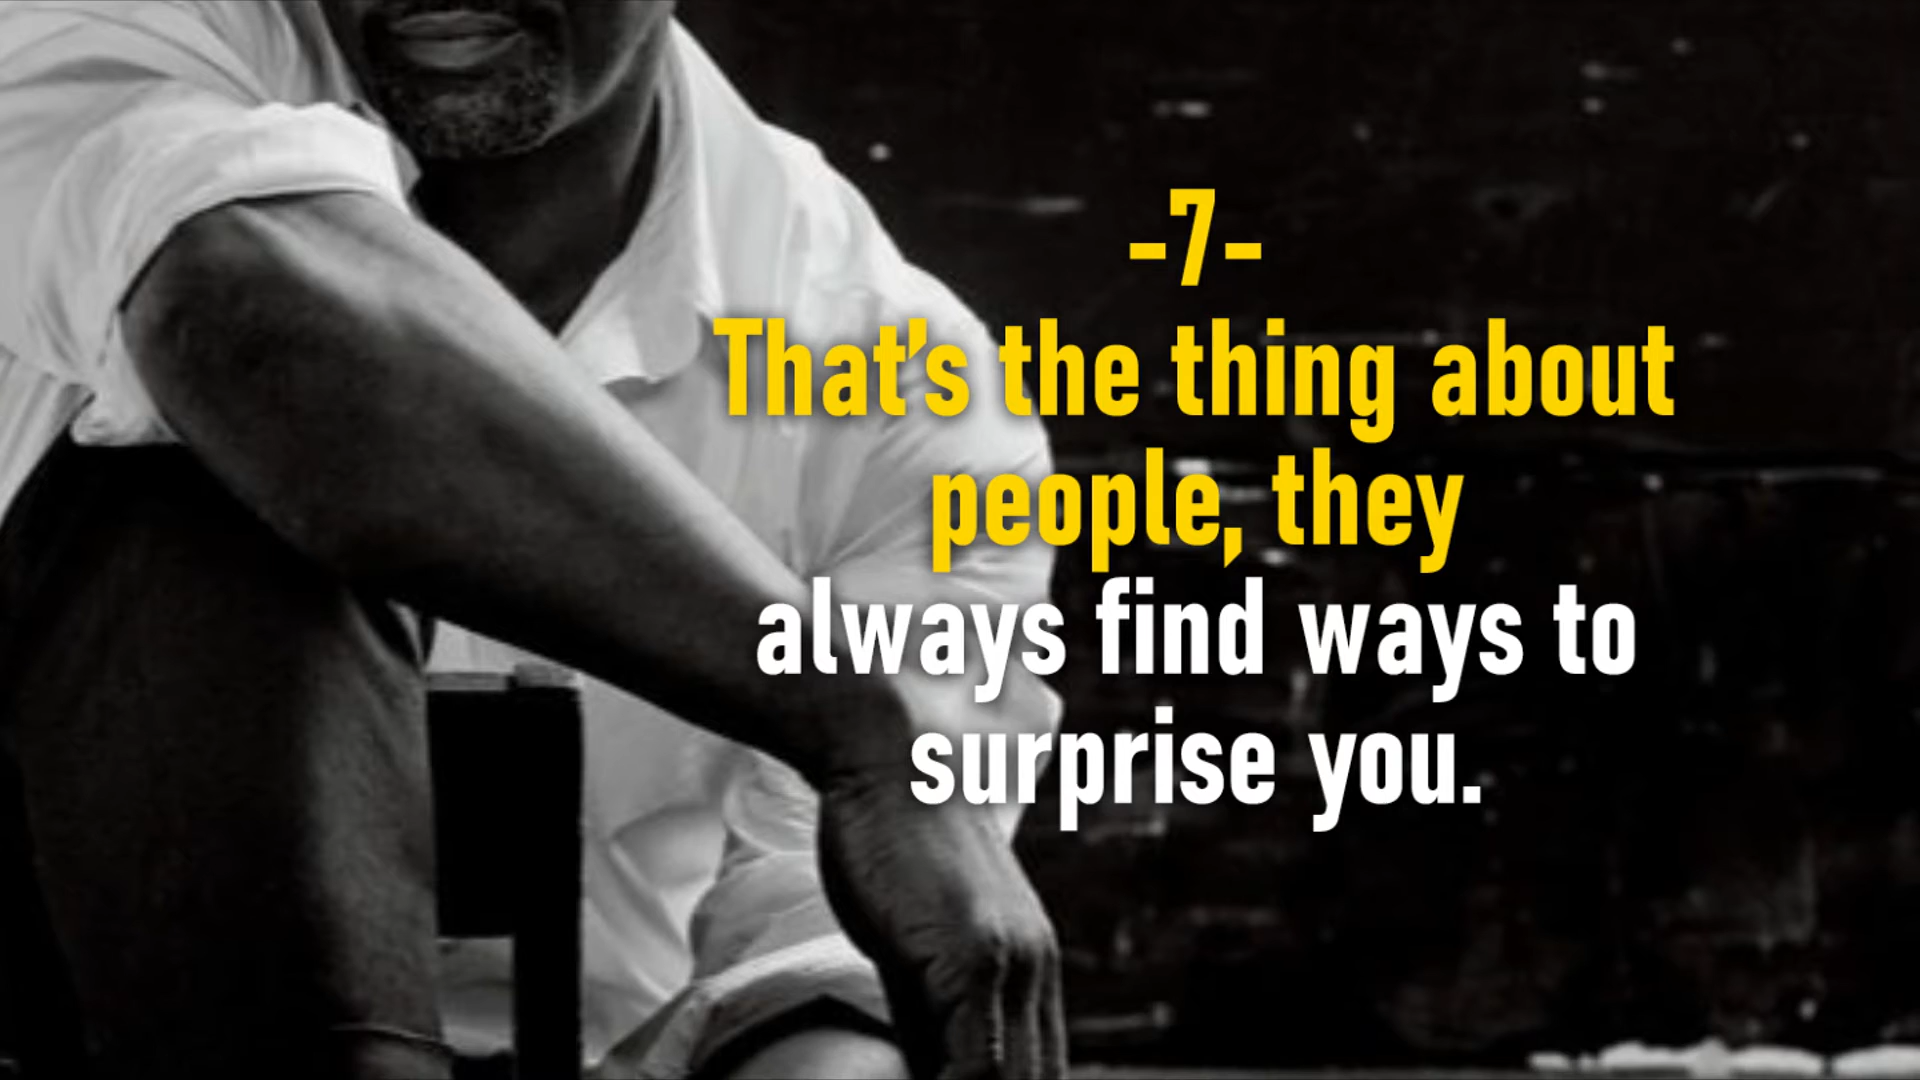 -7-
That’s the thing about
people, they
always find ways to
surprise you.